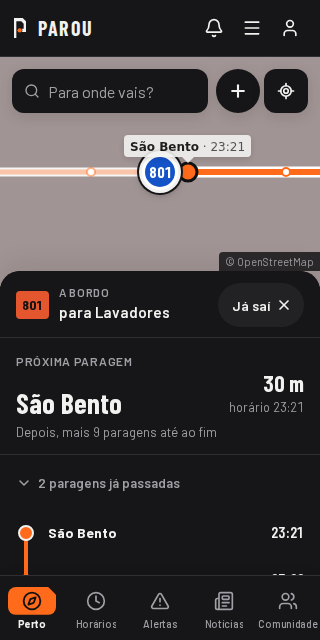 PAROU
Para onde vais?
São Bento · 23:21
801
© OpenStreetMap
801
A BORDO
para Lavadores
Já saí
PRÓXIMA PARAGEM
São Bento
30 m
horário 23:21
Depois, mais 9 paragens até ao fim
2 paragens já passadas
São Bento 23:21
Perto Horários Alertas Notícias Comunidade